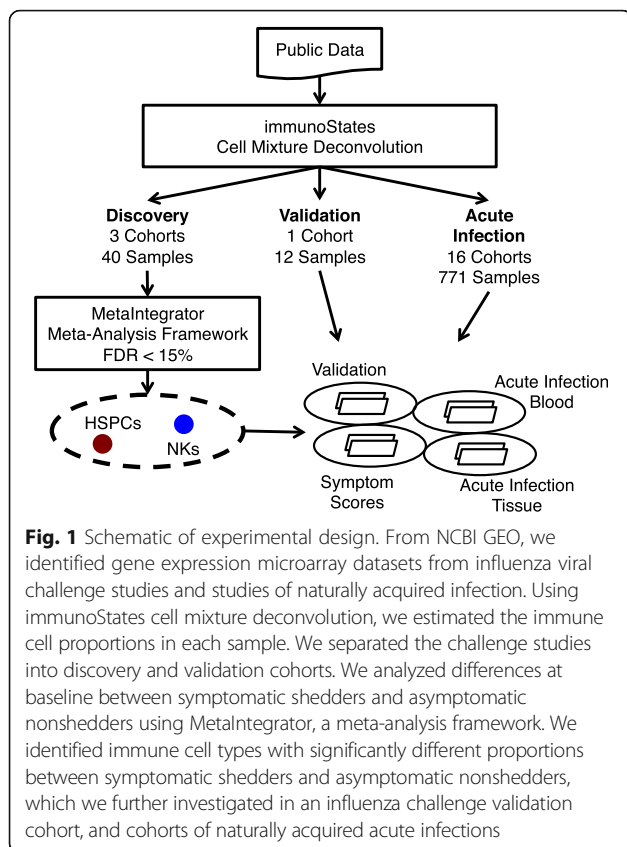 Public Data
immunoStates
Cell Mixture Deconvolution
Discovery
3 Cohorts
40 Samples
Validation
1 Cohort
12 Samples
Acute
Infection
16 Cohorts
771 Samples
MetaIntegrator
Meta-Analysis Framework
FDR < 15%
HSPCs
NKs
Validation
Acute Infection
Blood
Symptom
Scores
Acute Infection
Tissue
Fig. 1 Schematic of experimental design. From NCBI GEO, we
identified gene expression microarray datasets from influenza viral
challenge studies and studies of naturally acquired infection. Using
immunoStates cell mixture deconvolution, we estimated the immune
cell proportions in each sample. We separated the challenge studies
into discovery and validation cohorts. We analyzed differences at
baseline between symptomatic shedders and asymptomatic
nonshedders using MetaIntegrator, a meta-analysis framework. We
identified immune cell types with significantly different proportions
between symptomatic shedders and asymptomatic nonshedders,
which we further investigated in an influenza challenge validation
cohort, and cohorts of naturally acquired acute infections